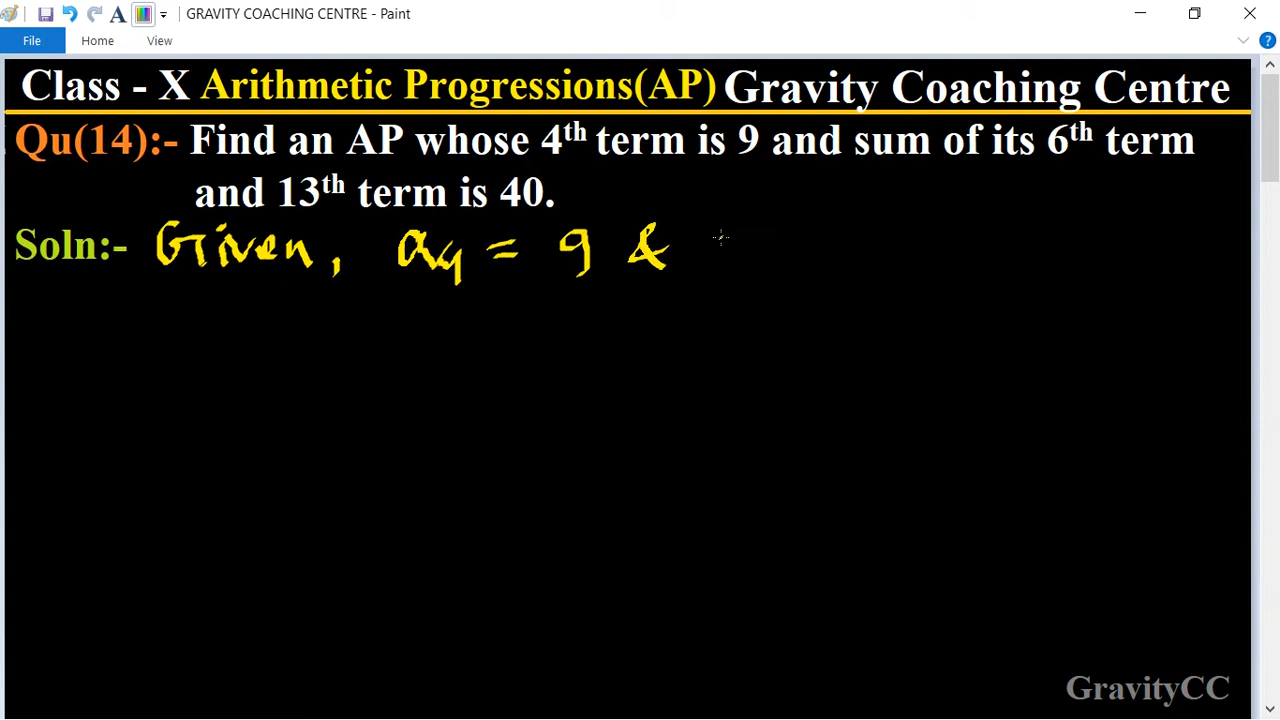 GRAVITY COACHING CENTRE - Paint
File Home View
Class - X Arithmetic Progressions(AP) Gravity Coaching Centre
Qu(14):- Find an AP whose 4th term is 9 and sum of its 6th term
and 13th term is 40.
Soln:- Given, a4 = 9 &
GravityCC